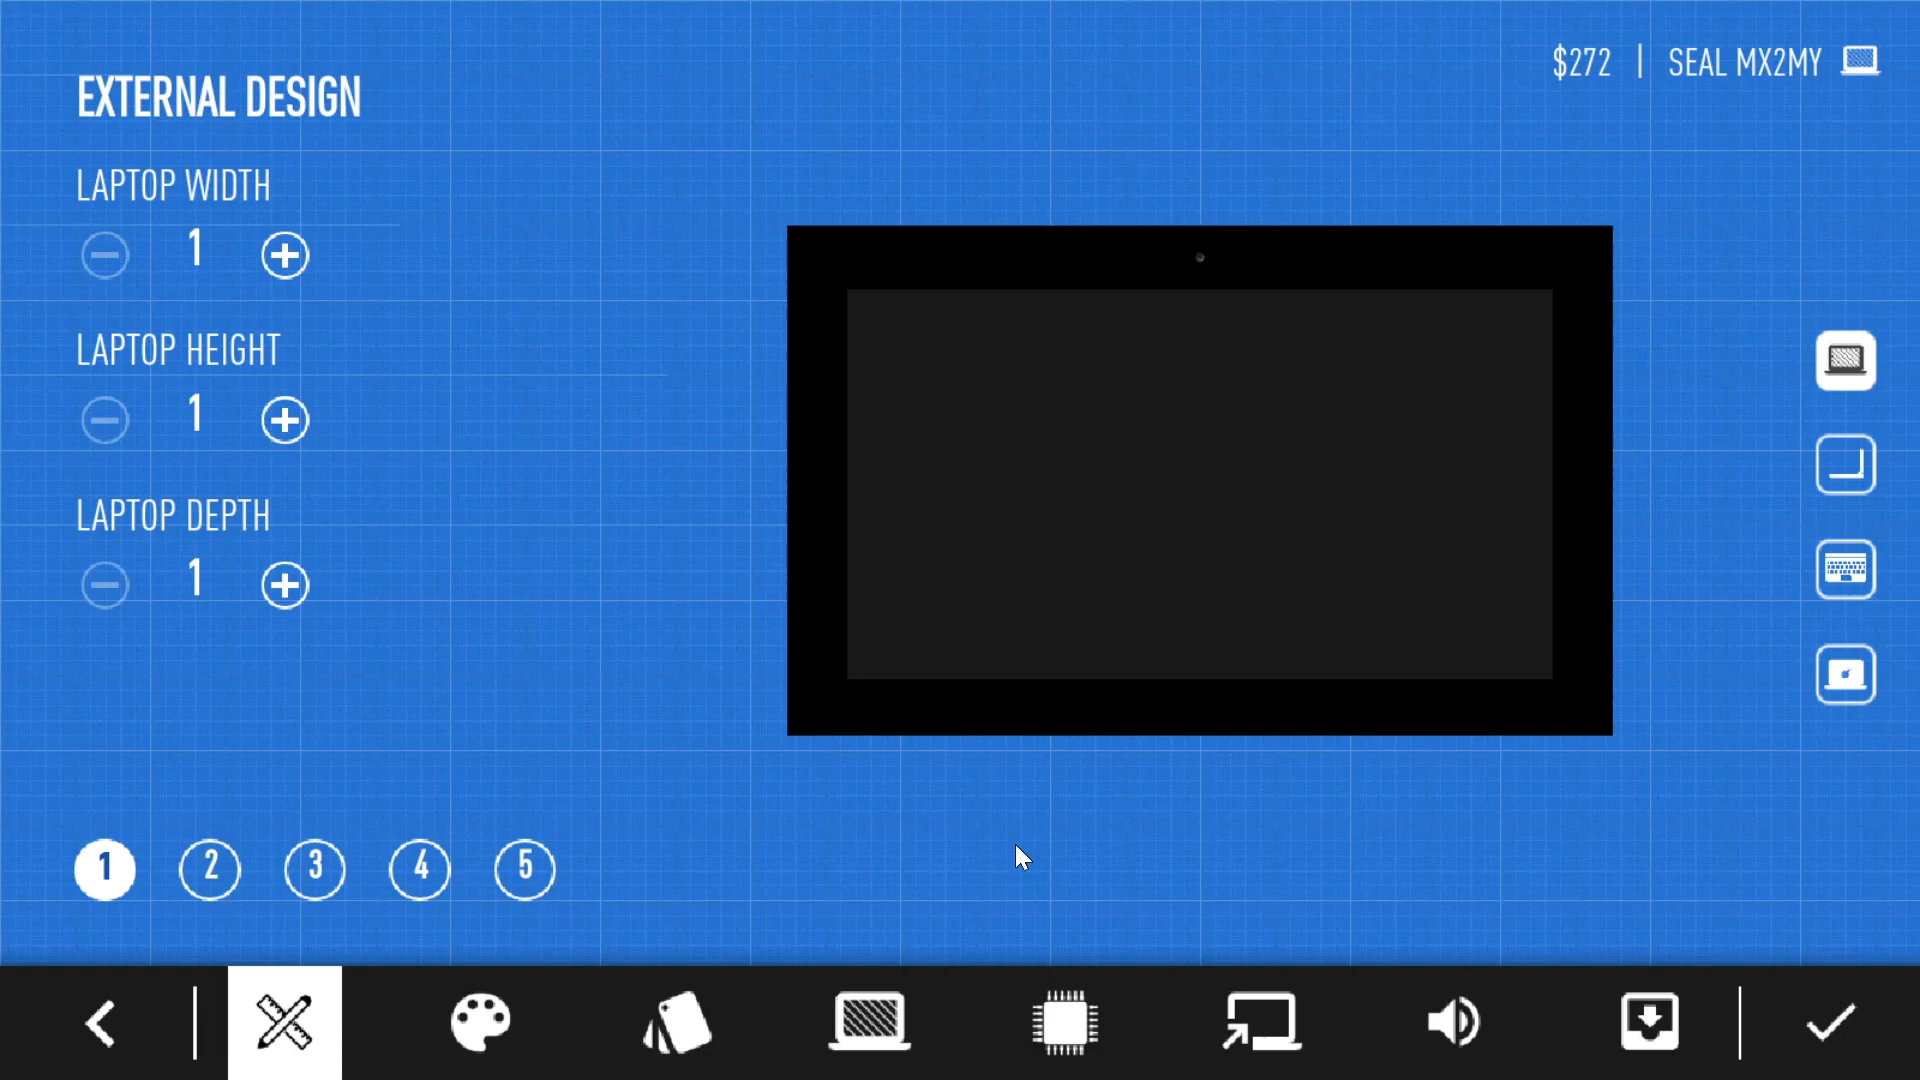 $272 | SEAL MX2MY
EXTERNAL DESIGN
LAPTOP WIDTH
1
LAPTOP HEIGHT
1
LAPTOP DEPTH
1
1 2 3 4 5